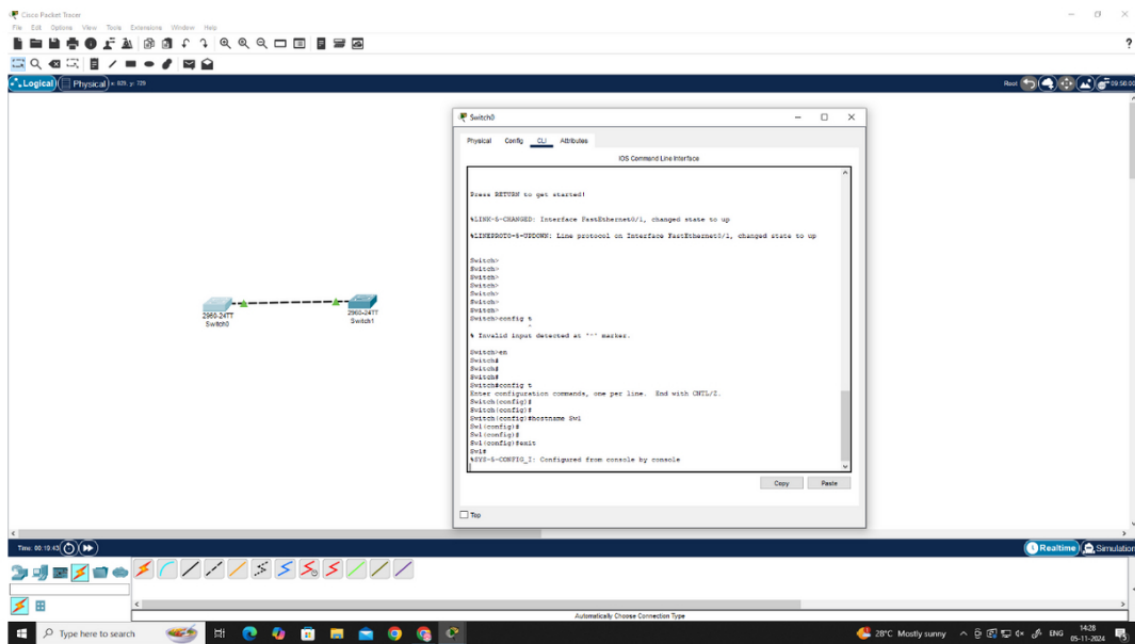 Cisco Packet Tracer
File Edit Options View Tools Extensions Window Help
?
Logical
Physical
Root
Switch0
Physical Config CLI Attributes
IOS Command Line Interface
Press RETURN to get started!
%LINK-5-CHANGED: Interface FastEthernet0/1, changed state to up
%LINEPROTO-5-UPDOWN: Line protocol on Interface FastEthernet0/1, changed state to up
Switch>
Switch>
Switch>
Switch>
Switch>
Switch>
Switch>
Switch>config t
^
% Invalid input detected at '^' marker.
Switch>en
Switch#
Switch#
Switch#
Switch#config t
Enter configuration commands, one per line. End with CNTL/Z.
Switch(config)#
Switch(config)#
Switch(config)#hostname Sw1
Sw1(config)#
Sw1(config)#
Sw1(config)#exit
Sw1#
%SYS-5-CONFIG_I: Configured from console by console
Copy Paste
Top
2960-24TT
Switch0
2960-24TT
Switch1
Time: 00:19:43
Realtime
Simulation
Automatically Choose Connection Type
Type here to search
28°C Mostly sunny
ENG
14:28
05-11-2024